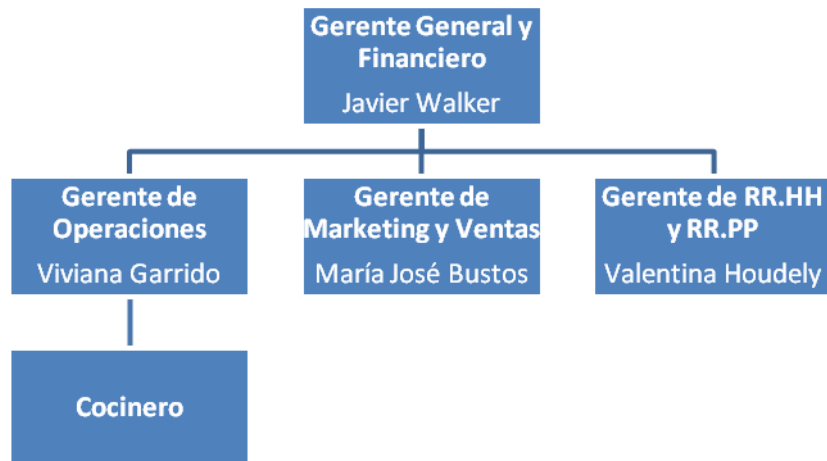 Gerente General y
Financiero
Javier Walker
Gerente de
Operaciones
Viviana Garrido
Gerente de
Marketing y Ventas
María José Bustos
Gerente de RR.HH
y RR.PP
Valentina Houdely
Cocinero